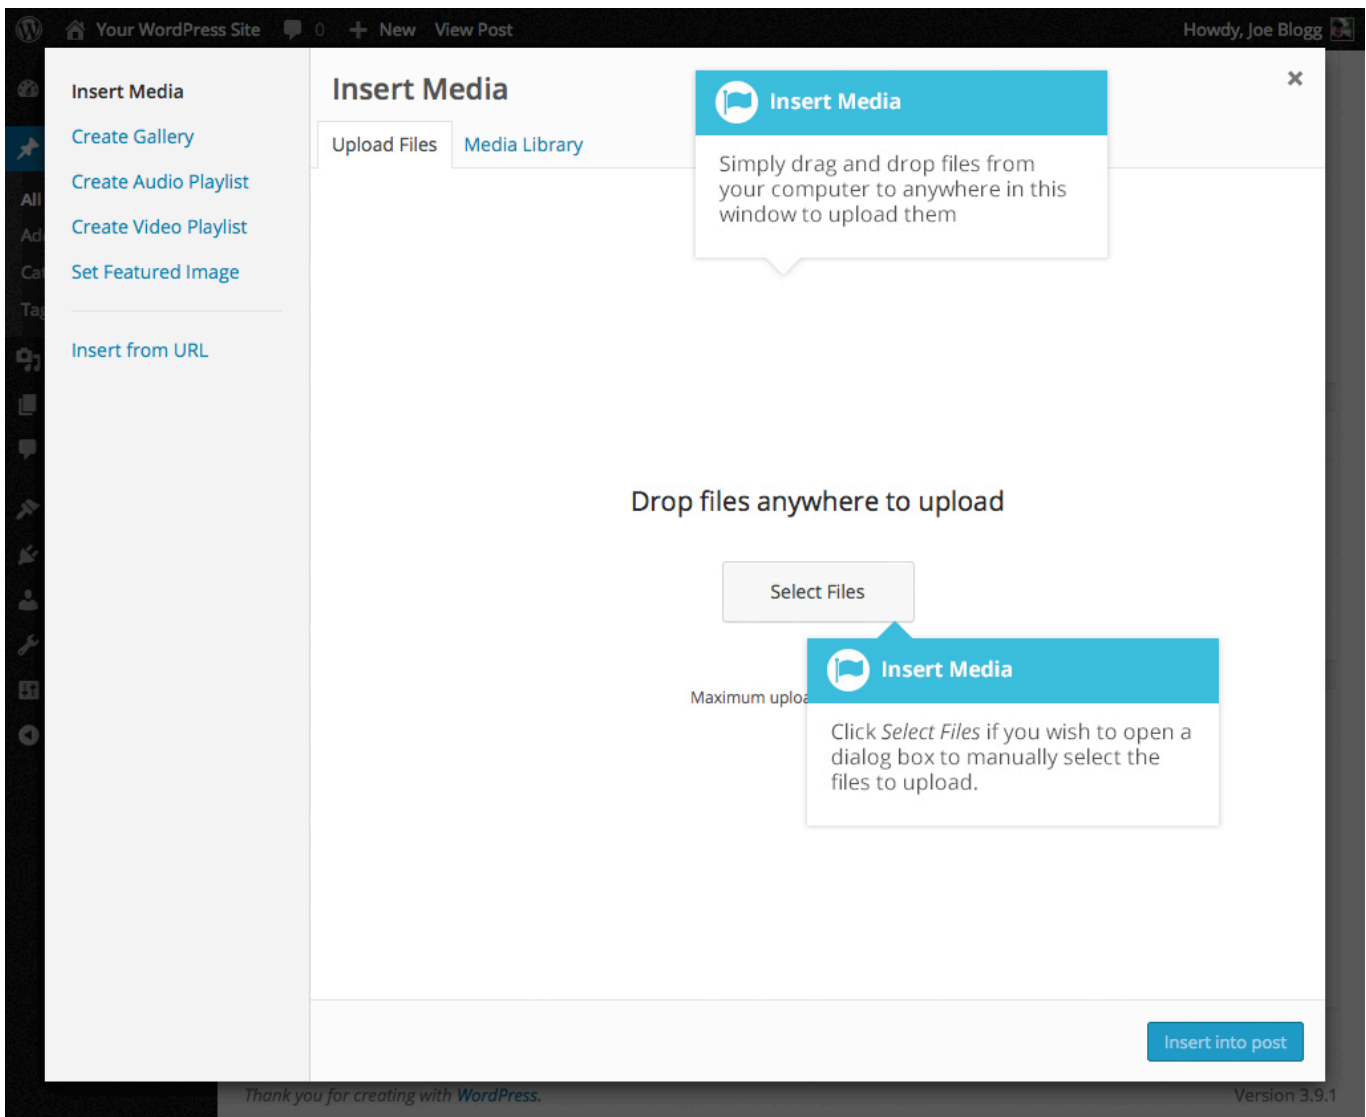 Your WordPress Site 0 New View Post Howdy, Joe Blogg
Insert Media
Create Gallery
Create Audio Playlist
Create Video Playlist
Set Featured Image
Insert from URL
All
Insert Media
Upload Files Media Library
Insert Media
Simply drag and drop files from
your computer to anywhere in this
window to upload them
Drop files anywhere to upload
Select Files
Maximum
Insert Media
Click Select Files if you wish to open a
dialog box to manually select the
files to upload.
Insert into post
Thank you for creating with WordPress. Version 3.9.1